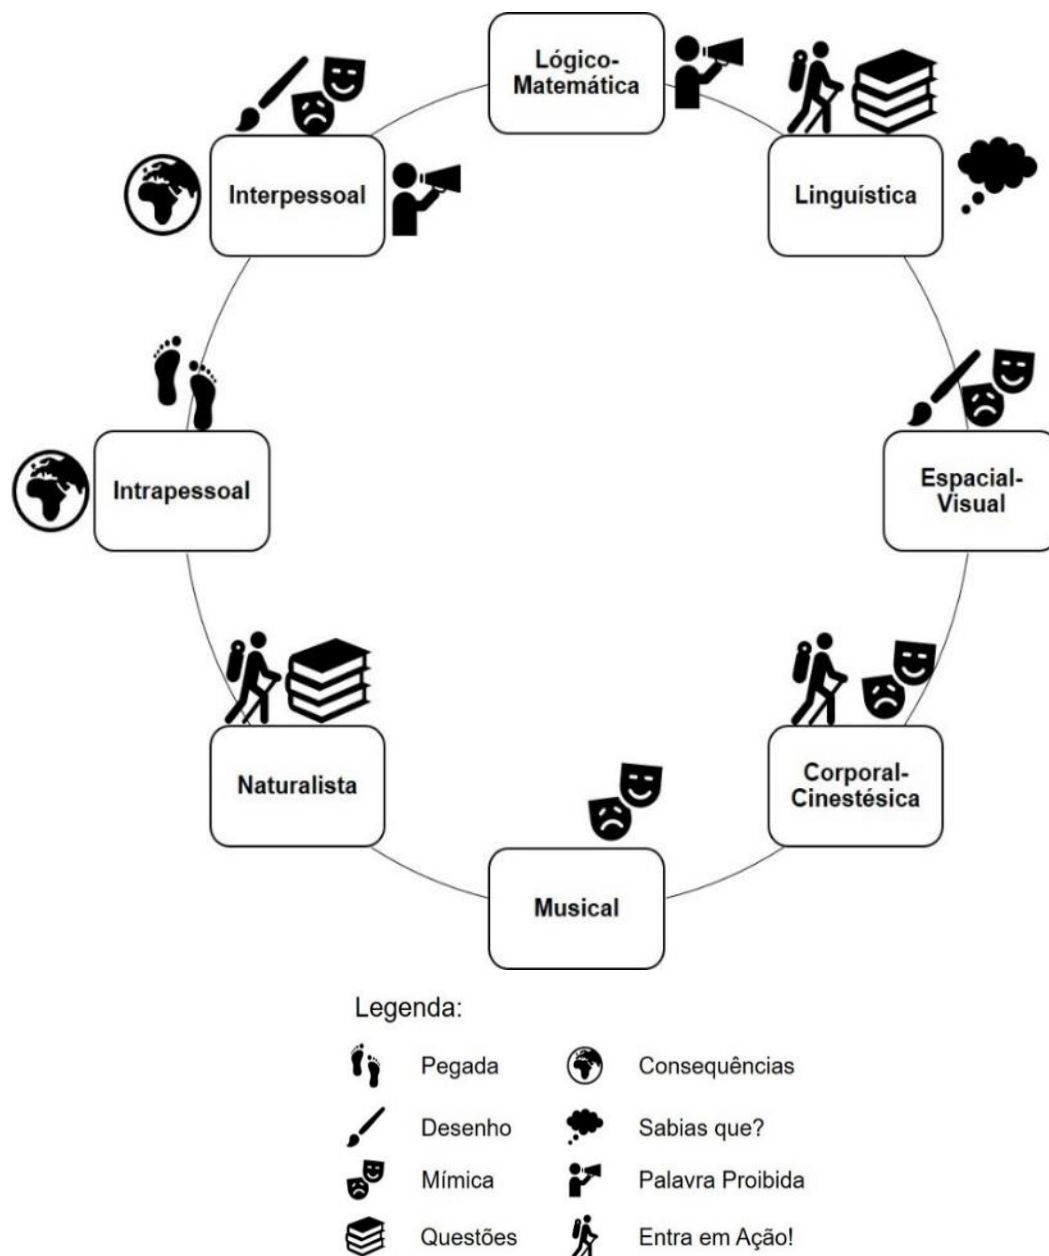 Lógico-
Matemática
Interpessoal
Linguística
Intrapessoal
Espacial-
Visual
Naturalista
Corporal-
Cinestésica
Musical
Legenda:
Pegada
Consequências
Desenho
Sabias que?
Mímica
Palavra Proibida
Questões
Entra em Ação!